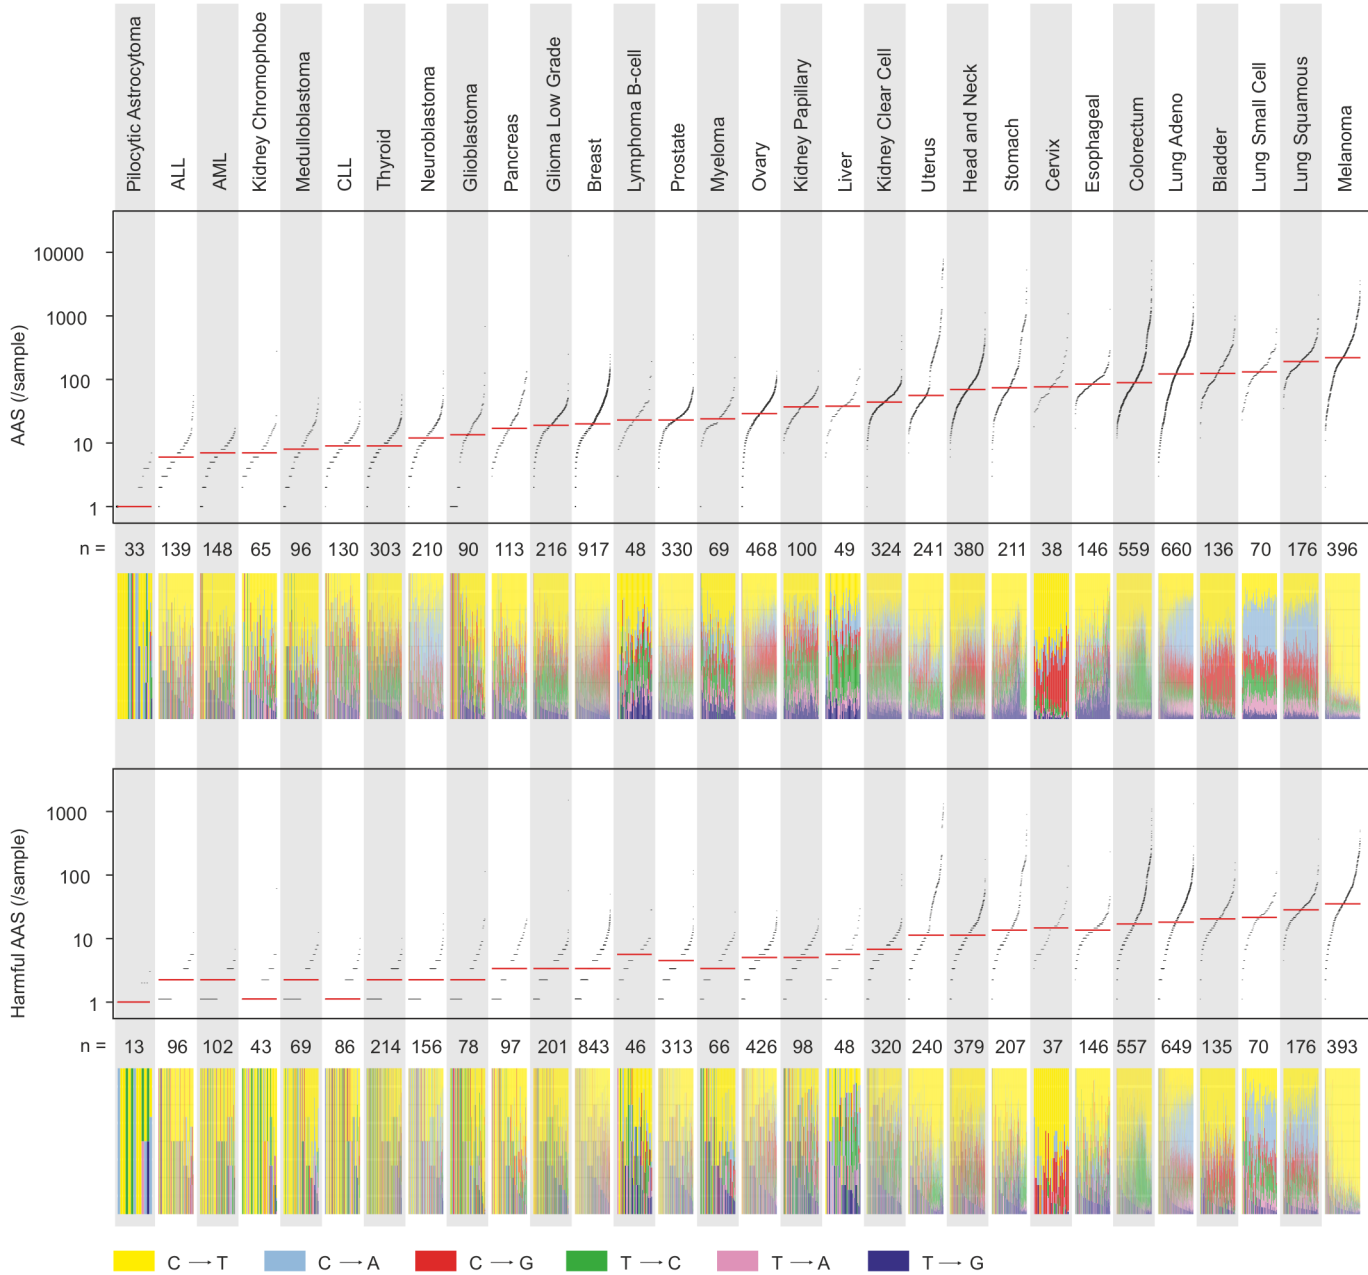 Pilocytic Astrocytoma
ALL
AML
Kidney Chromophobe
Medulloblastoma
CLL
Thyroid
Neuroblastoma
Glioblastoma
Pancreas
Glioma Low Grade
Breast
Lymphoma B-cell
Prostate
Myeloma
Ovary
Kidney Papillary
Liver
Kidney Clear Cell
Uterus
Head and Neck
Stomach
Cervix
Esophageal
Colorectum
Lung Adeno
Bladder
Lung Small Cell
Lung Squamous
Melanoma
AAS (/sample)
10000
1000
100
10
1
n = 33 139 148 65 96 130 303 210 90 113 216 917 48 330 69 468 100 49 324 241 380 211 38 146 559 660 136 70 176 396
Harmful AAS (/sample)
1000
100
10
1
n = 13 96 102 43 69 86 214 156 78 97 201 843 46 313 66 426 98 48 320 240 379 207 37 146 557 649 135 70 176 393
C → T C → A C → G T → C T → A T → G